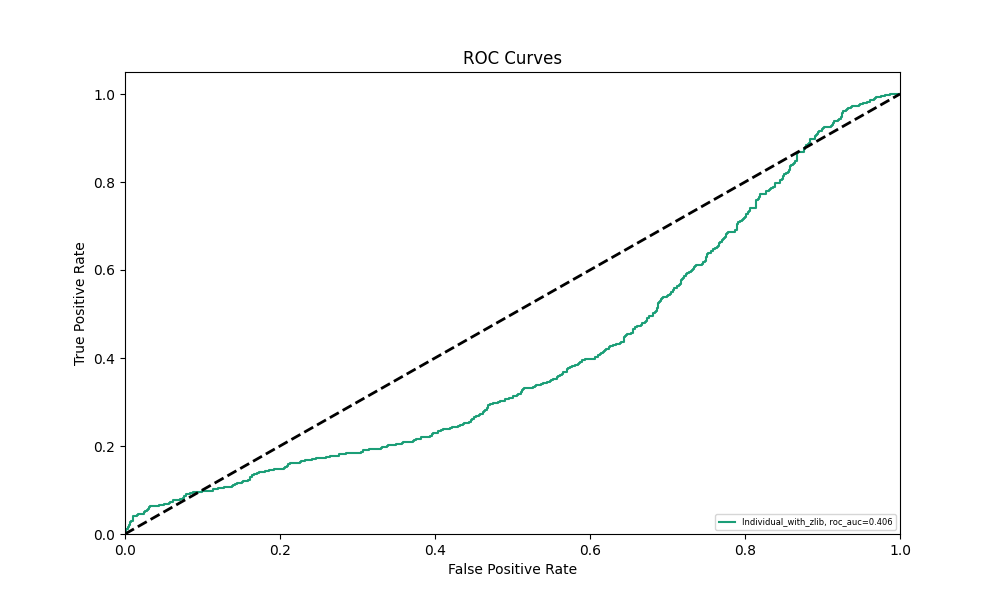 ROC Curves
True Positive Rate
1.0
0.8
0.6
0.4
0.2
0.0
0.0 0.2 0.4 0.6 0.8 1.0
False Positive Rate
Individual_with_zlib, roc_auc=0.406